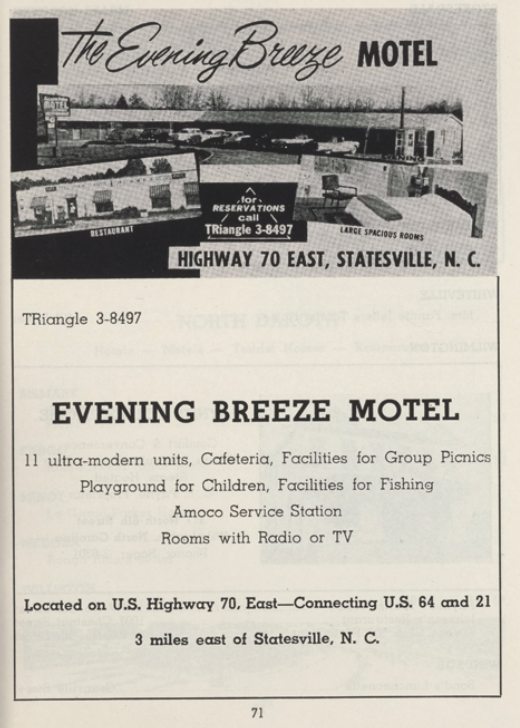 The Evening Breeze MOTEL
MOTEL
RESTAURANT
for
RESERVATIONS
call
TRiangle 3-8497
LARGE SPACIOUS ROOMS
HIGHWAY 70 EAST, STATESVILLE, N. C.
TRiangle 3-8497
EVENING BREEZE MOTEL
11 ultra-modern units, Cafeteria, Facilities for Group Picnics
Playground for Children, Facilities for Fishing
Amoco Service Station
Rooms with Radio or TV
Located on U.S. Highway 70, East—Connecting U.S. 64 and 21
3 miles east of Statesville, N. C.
71